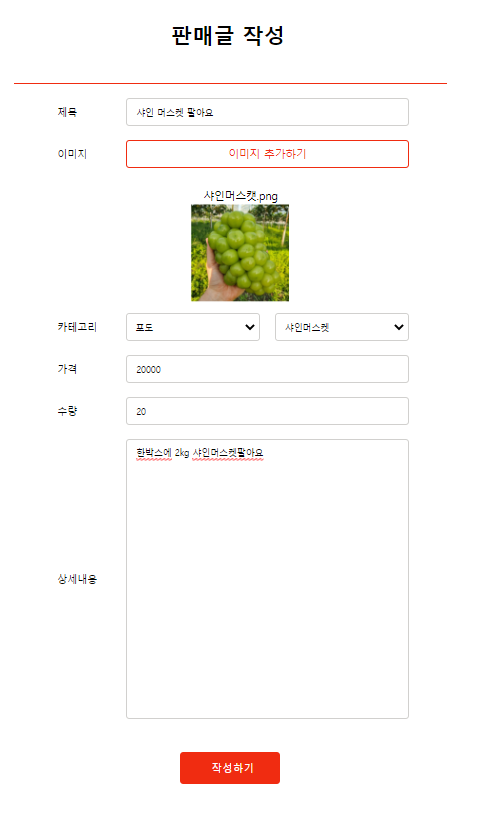 판매글 작성
제목
샤인 머스켓 팔아요
이미지
이미지 추가하기
샤인머스캣.png
카테고리
포도
샤인머스켓
가격
20000
수량
20
상세내용
한박스에 2kg 샤인머스켓팔아요
작성하기